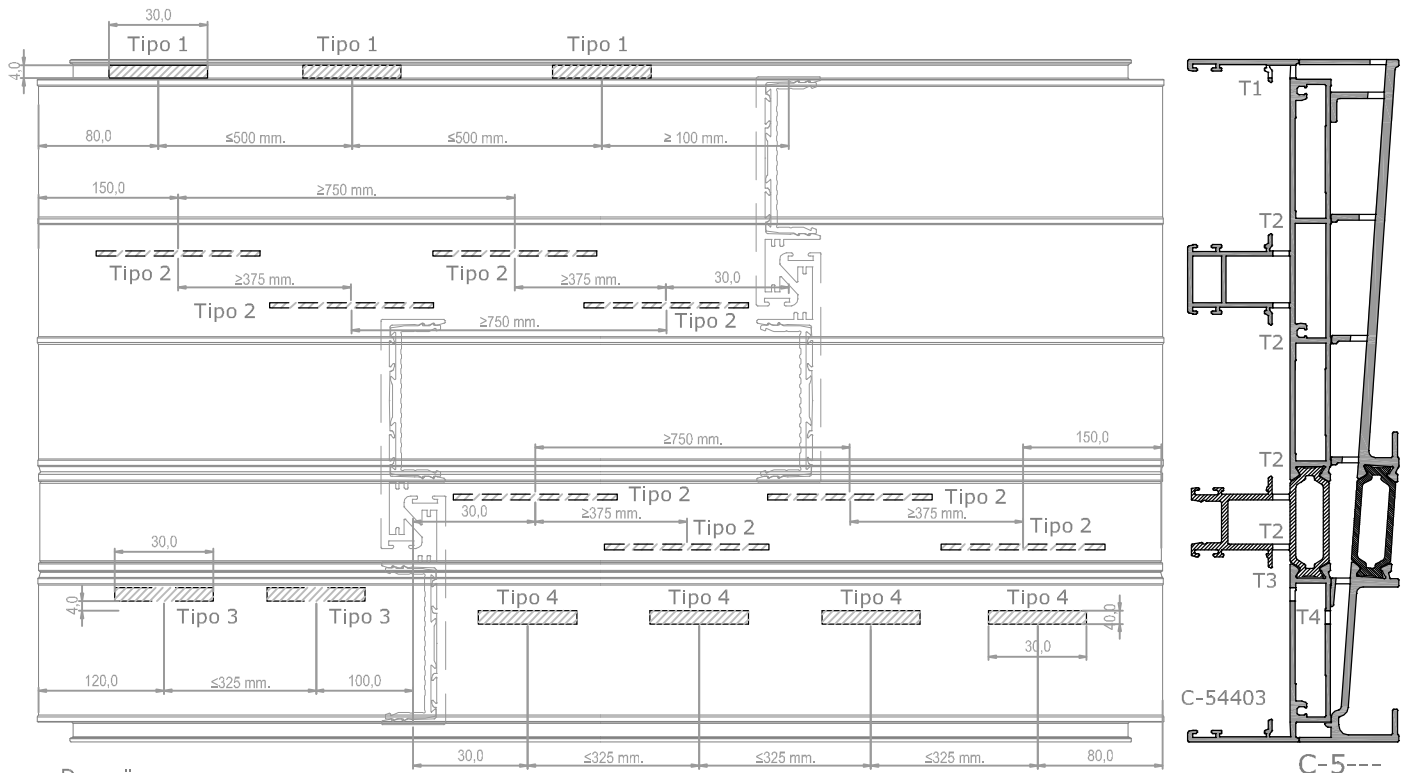 30,0
Tipo 1 Tipo 1 Tipo 1
4,0
T1
80,0 ≤500 mm. ≤500 mm. ≥ 100 mm.
150,0 ≥750 mm.
T2
Tipo 2 Tipo 2
≥375 mm. ≥375 mm. 30,0
Tipo 2 Tipo 2
≥750 mm.
T2
≥750 mm. 150,0
T2
Tipo 2 Tipo 2
30,0 ≥375 mm. ≥375 mm.
Tipo 2 Tipo 2
T2
30,0
T3
4,0
Tipo 3 Tipo 3
Tipo 4 Tipo 4 Tipo 4 Tipo 4
40,0
T4
30,0
120,0 ≤325 mm. 100,0
C-54403
30,0 ≤325 mm. ≤325 mm. ≤325 mm. 80,0
C-5---